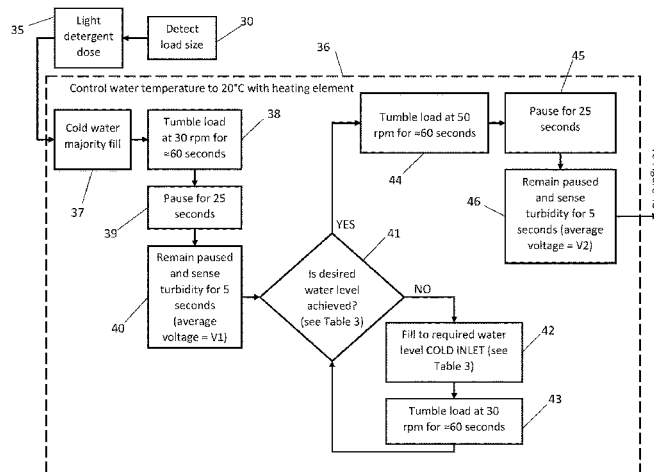 35
Light
detergent
dose
Detect
load size
30
36
45
Control water temperature to 20°C with heating element
Cold water
majority fill
37
Tumble load
at 30 rpm for
≈60 seconds
38
Tumble load at 50
rpm for ≈60 seconds
44
Pause for 25
seconds
Pause for 25
seconds
39
Remain paused
and sense
turbidity for 5
seconds (average
voltage = V2)
46
YES
41
Remain paused
and sense
turbidity for 5
seconds
(average
voltage = V1)
40
Is desired
water level
achieved?
(see Table 3)
NO
Fill to required water
level COLD INLET (see
Table 3)
42
Tumble load at 30
rpm for ≈60 seconds
43